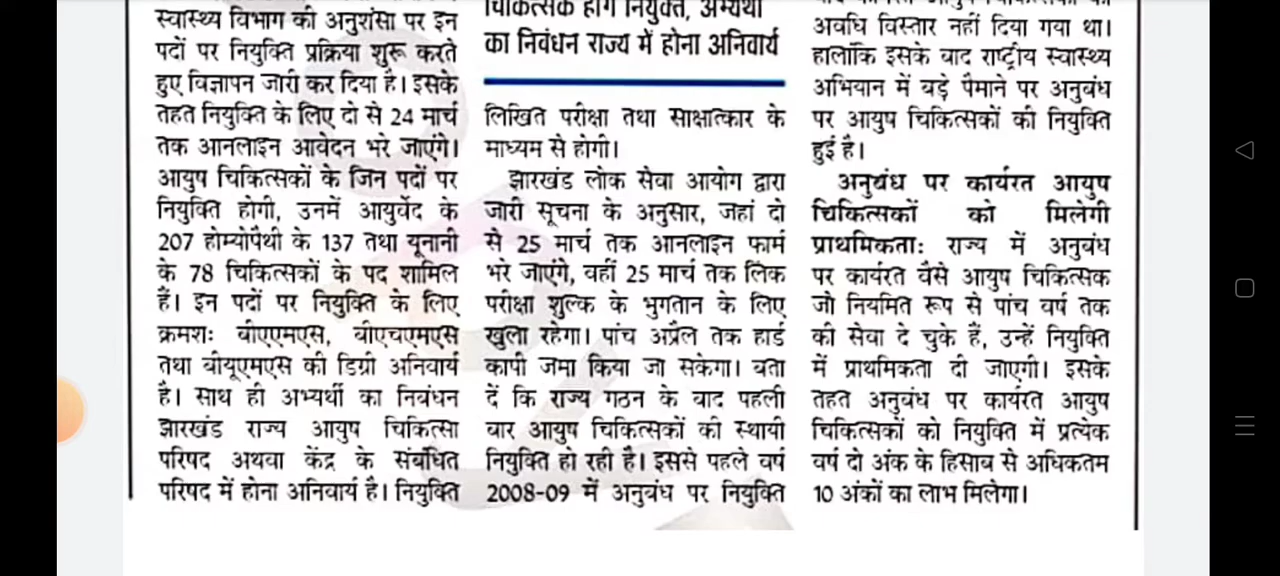 स्वास्थ्य विभाग की अनुशंसा पर इन
पदों पर नियुक्ति प्रक्रिया शुरू करते
हुए विज्ञापन जारी कर दिया है। इसके
तहत नियुक्ति के लिए दो से 24 मार्च
तक आनलाइन आवेदन भरे जाएंगे।
आयुष चिकित्सकों के जिन पदों पर
नियुक्ति होगी, उनमें आयुर्वेद के
207 होम्योपैथी के 137 तथा यूनानी
के 78 चिकित्सकों के पद शामिल
हैं। इन पदों पर नियुक्ति के लिए
क्रमशः बीएएमएस, बीएचएमएस
तथा बीयूएमएस की डिग्री अनिवार्य
है। साथ ही अभ्यर्थी का निबंधन
झारखंड राज्य आयुष चिकित्सा
परिषद अथवा केंद्र के संबंधित
परिषद में होना अनिवार्य है। नियुक्ति
चिकित्सक होंगे नियुक्त, अभ्यर्थी
का निबंधन राज्य में होना अनिवार्य
लिखित परीक्षा तथा साक्षात्कार के
माध्यम से होगी।
झारखंड लोक सेवा आयोग द्वारा
जारी सूचना के अनुसार, जहां दो
से 25 मार्च तक आनलाइन फार्म
भरे जाएंगे, वहीं 25 मार्च तक लिंक
परीक्षा शुल्क के भुगतान के लिए
खुला रहेगा। पांच अप्रैल तक हार्ड
कापी जमा किया जा सकेगा। बता
दें कि राज्य गठन के बाद पहली
बार आयुष चिकित्सकों की स्थायी
नियुक्ति हो रही है। इससे पहले वर्ष
2008-09 में अनुबंध पर नियुक्ति
अवधि विस्तार नहीं दिया गया था।
हालांकि इसके बाद राष्ट्रीय स्वास्थ्य
अभियान में बड़े पैमाने पर अनुबंध
पर आयुष चिकित्सकों की नियुक्ति
हुई है।
अनुबंध पर कार्यरत आयुष
चिकित्सकों को मिलेगी
प्राथमिकता: राज्य में अनुबंध
पर कार्यरत वैसे आयुष चिकित्सक
जो नियमित रूप से पांच वर्ष तक
की सेवा दे चुके हैं, उन्हें नियुक्ति
में प्राथमिकता दी जाएगी। इसके
तहत अनुबंध पर कार्यरत आयुष
चिकित्सकों को नियुक्ति में प्रत्येक
वर्ष दो अंक के हिसाब से अधिकतम
10 अंकों का लाभ मिलेगा।